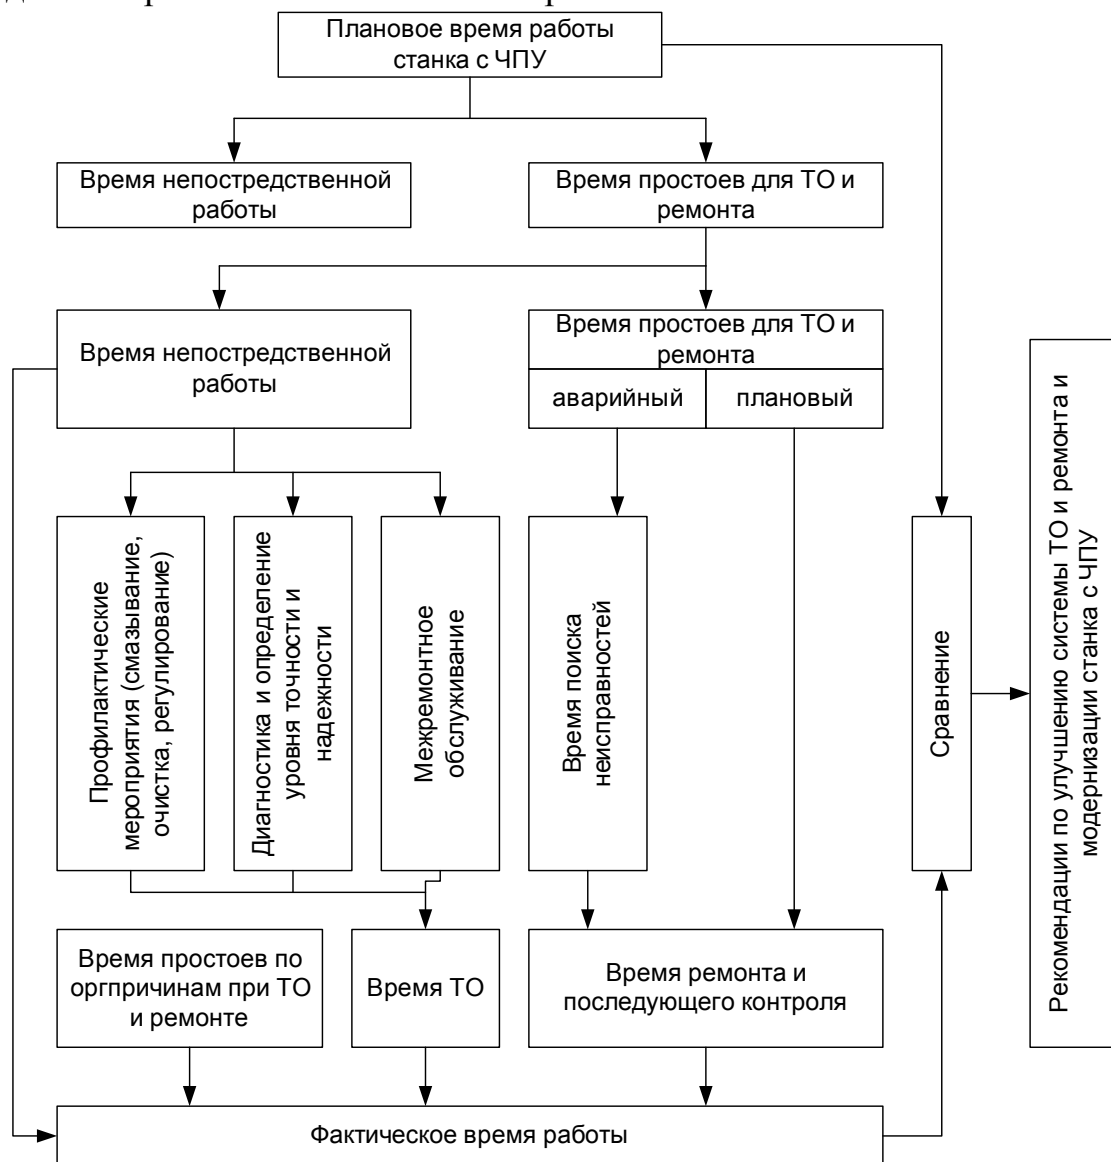 Плановое время работы
станка с ЧПУ
Время непостредственной
работы
Время простоев для ТО и
ремонта
Время непостредственной
работы
Время простоев для ТО и
ремонта
аварийный
плановый
Профилактические
мероприятия (смазывание,
очистка, регулирование)
Диагностика и определение
уровня точности и
надежности
Межремонтное
обслуживание
Время поиска
неисправностей
Сравнение
Рекомендации по улучшению системы ТО и ремонта и
модернизации станка с ЧПУ
Время простоев по
оргпричинам при ТО
и ремонте
Время ТО
Время ремонта и
последующего контроля
Фактическое время работы